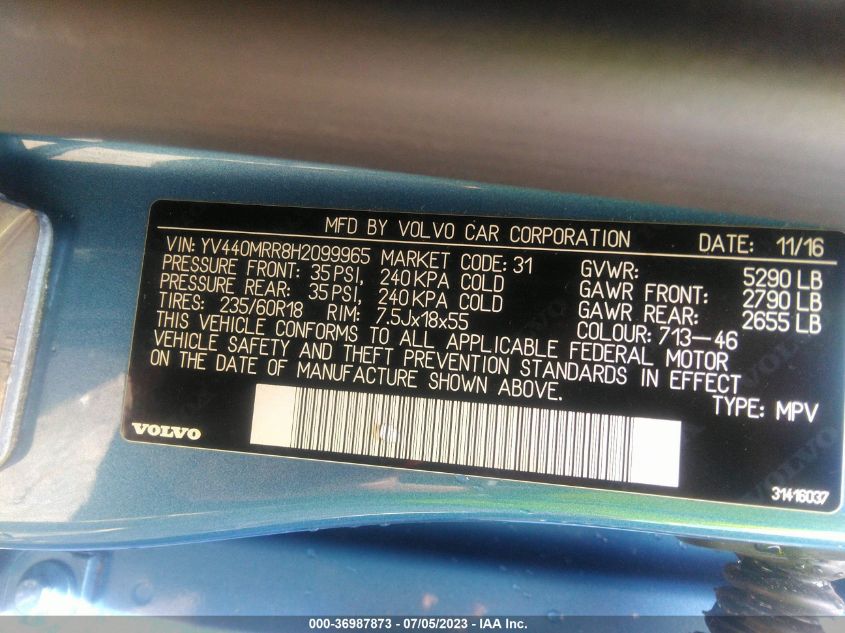 MFD BY VOLVO CAR CORPORATION DATE: 11/16
VIN: YV440MRR8H2099965 MARKET CODE: 31 GVWR: 5290 LB
PRESSURE FRONT: 35 PSI, 240 KPA COLD GAWR FRONT: 2790 LB
PRESSURE REAR: 35 PSI, 240 KPA COLD GAWR REAR: 2655 LB
TIRES: 235/60R18 RIM: 7.5Jx18x55 COLOUR: 713-46
THIS VEHICLE CONFORMS TO ALL APPLICABLE FEDERAL MOTOR
VEHICLE SAFETY AND THEFT PREVENTION STANDARDS IN EFFECT
ON THE DATE OF MANUFACTURE SHOWN ABOVE. TYPE: MPV
VOLVO
31416037
000-36987873 - 07/05/2023 - IAA Inc.